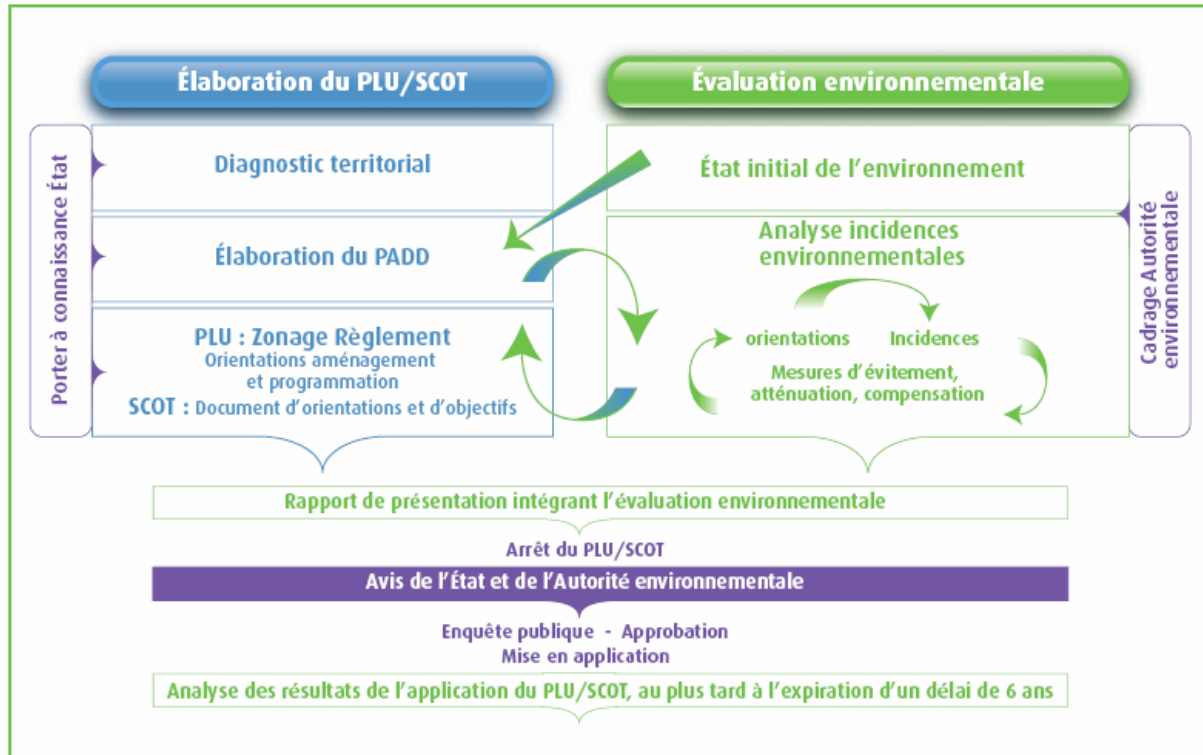 Élaboration du PLU/SCOT
Évaluation environnementale
Porter à connaissance État
Diagnostic territorial
État initial de l'environnement
Cadrage Autorité
environnementale
Élaboration du PADD
Analyse incidences
environnementales
PLU : Zonage Règlement
Orientations aménagement
et programmation
SCOT : Document d'orientations et d'objectifs
orientations
Incidences
Mesures d'évitement,
atténuation, compensation
Rapport de présentation intégrant l'évaluation environnementale
Arrêt du PLU/SCOT
Avis de l'État et de l'Autorité environnementale
Enquête publique - Approbation
Mise en application
Analyse des résultats de l'application du PLU/SCOT, au plus tard à l'expiration d'un délai de 6 ans